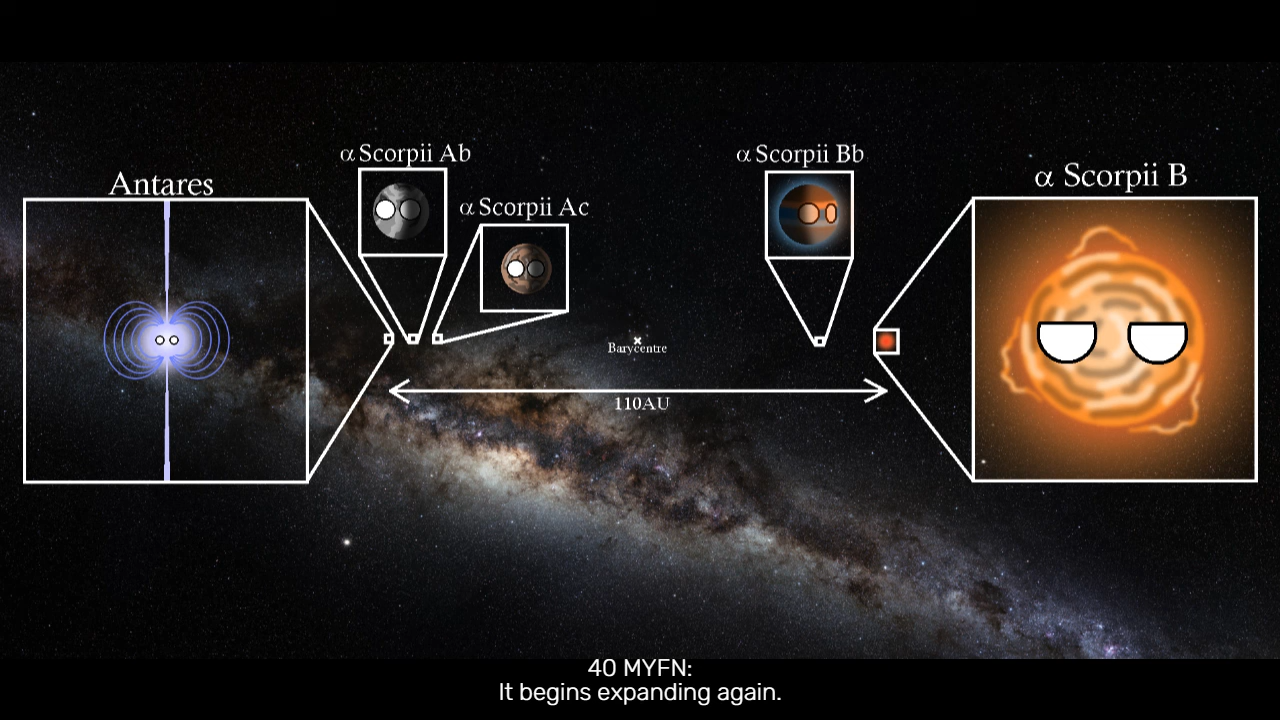 α Scorpii Ab
α Scorpii Bb
α Scorpii B
Antares
α Scorpii Ac
Barycentre
110AU
40 MYFN:
It begins expanding again.